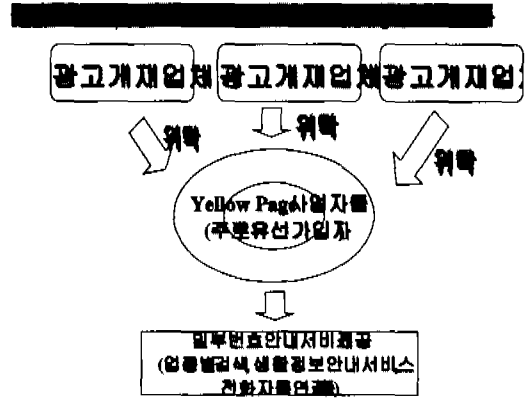 광고게재업체 광고게재업체 광고게재업
위탁 위탁 위탁
Yellow Page사업자들
(주로유선가입자
일부번호안내서비제공
(업종별검색,생활정보안내서비스
전화자동연결)